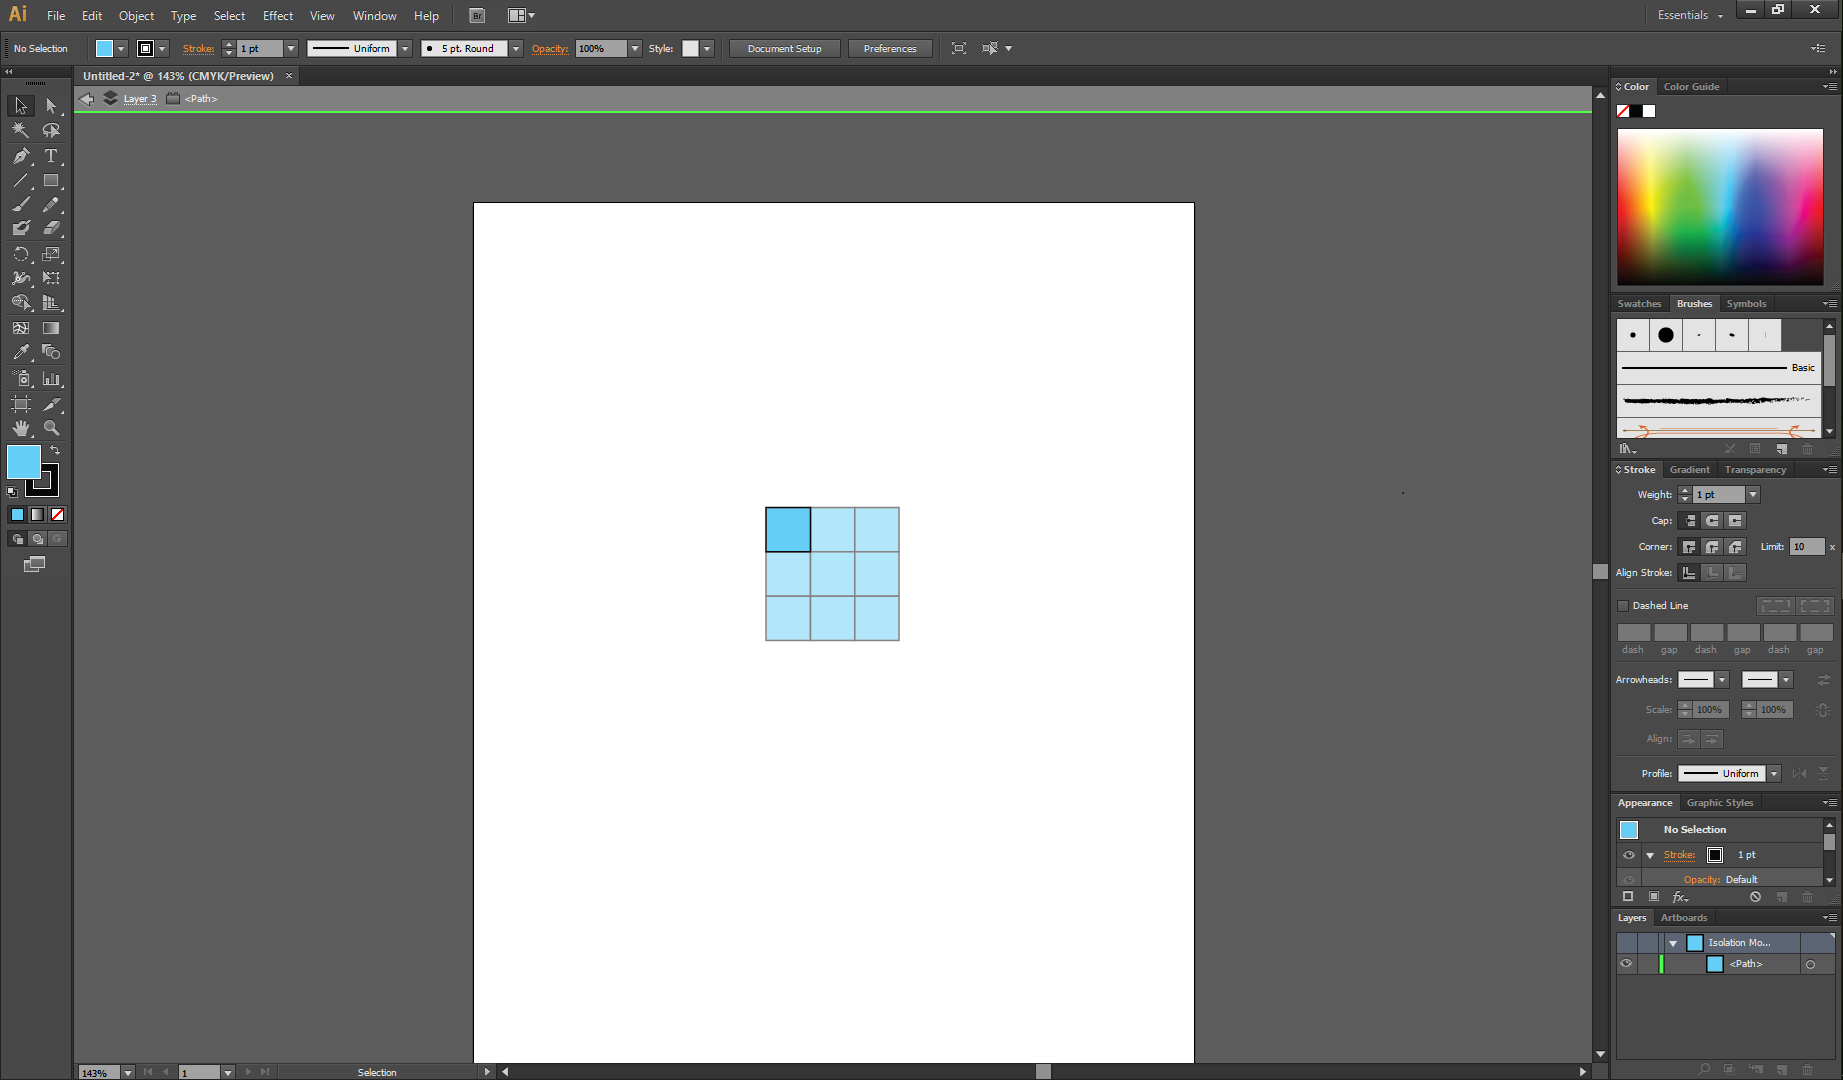 Ai File Edit Object Type Select Effect View Window Help Br Essentials
No Selection Stroke: 1 pt Uniform 5 pt. Round Opacity: 100% Style: Document Setup Preferences
Untitled-2* @ 143% (CMYK/Preview) ×
Layer 3 <Path>
Color Color Guide
Swatches Brushes Symbols
Basic
Stroke Gradient Transparency
Weight: 1 pt
Cap:
Corner: Limit: 10 x
Align Stroke:
Dashed Line
dash gap dash gap dash gap
Arrowheads:
Scale: 100% 100%
Align:
Profile: Uniform
Appearance Graphic Styles
No Selection
Stroke: 1 pt
Opacity: Default
fx
Layers Artboards
Isolation Mo...
<Path>
T
143% 1 Selection